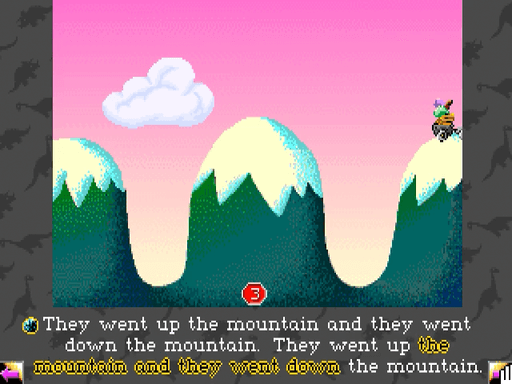 3
They went up the mountain and they went
down the mountain. They went up the
mountain and they went down the mountain.